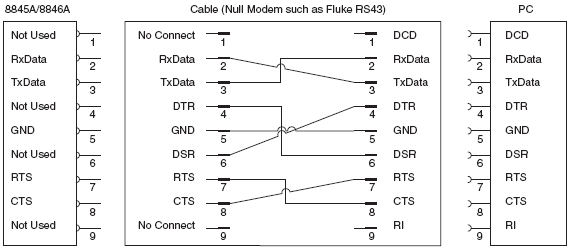 8845A/8846A Cable (Null Modem such as Fluke RS43) PC
Not Used 1 No Connect 1 1 DCD 1 DCD
RxData 2 RxData 2 2 RxData 2 RxData
TxData 3 TxData 3 3 TxData 3 TxData
Not Used 4 DTR 4 4 DTR 4 DTR
GND 5 GND 5 5 GND 5 GND
Not Used 6 DSR 6 6 DSR 6 DSR
RTS 7 RTS 7 7 RTS 7 RTS
CTS 8 CTS 8 8 CTS 8 CTS
Not Used 9 No Connect 9 9 RI 9 RI